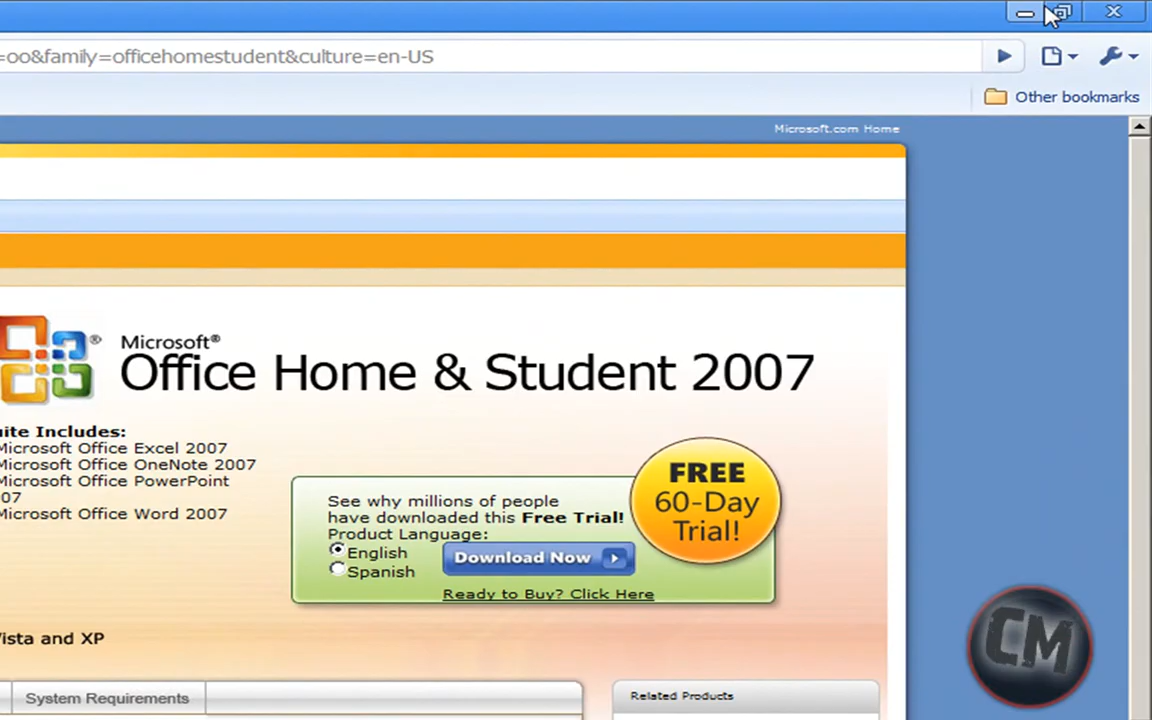 =oo&family=officehomestudent&culture=en-US
Other bookmarks
Microsoft.com Home
Microsoft®
Office Home & Student 2007
uite Includes:
Microsoft Office Excel 2007
Microsoft Office OneNote 2007
Microsoft Office PowerPoint
07
Microsoft Office Word 2007
See why millions of people
have downloaded this Free Trial!
Product Language:
English
Spanish
Download Now
Ready to Buy? Click Here
FREE
60-Day
Trial!
Vista and XP
System Requirements
Related Products
CM